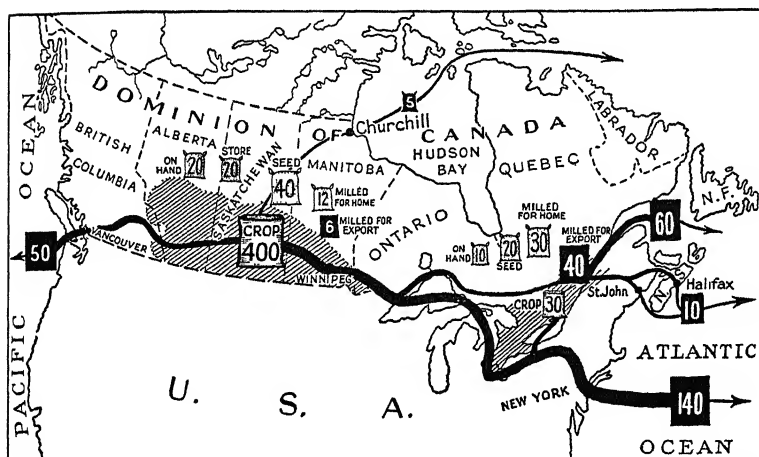 DOMINION OF CANADA
PACIFIC OCEAN
BRITISH
COLUMBIA
ALBERTA
SASKATCHEWAN
MANITOBA
ONTARIO
HUDSON
BAY
QUEBEC
LABRADOR
N.F.
Churchill
5
ON
HAND
20
STORE
20
SEED
40
12
MILLED
FOR HOME
6
MILLED FOR
EXPORT
50
VANCOUVER
CROP
400
WINNIPEG
ON
HAND
10
20
SEED
MILLED
FOR HOME
30
MILLED FOR
EXPORT
40
60
CROP
30
St.John
N.S.
Halifax
10
ATLANTIC
OCEAN
NEW YORK
140
U. S. A.